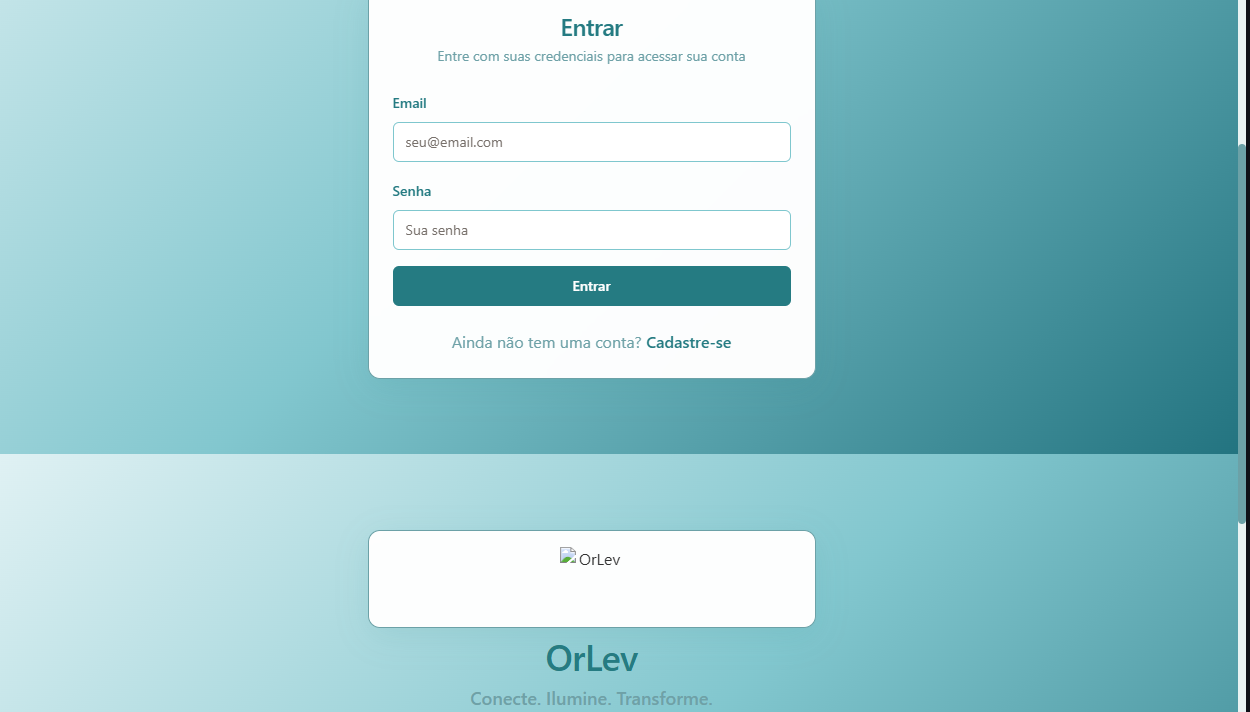 Entrar
Entre com suas credenciais para acessar sua conta
Email
seu@email.com
Senha
Sua senha
Entrar
Ainda não tem uma conta? Cadastre-se
OrLev
OrLev
Conecte. Ilumine. Transforme.